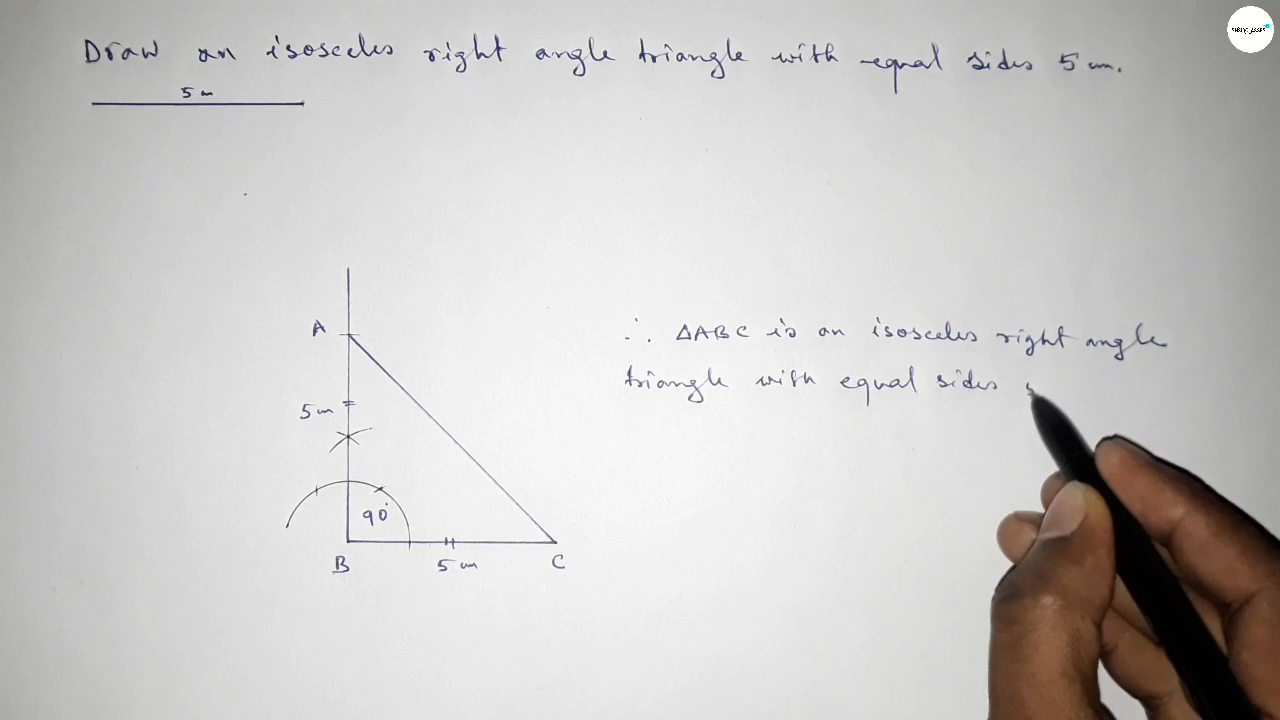 Draw an isosceles right angle triangle with equal sides 5 cm.
5 cm
A
∴ ΔABC is an isosceles right angle
triangle with equal sides
5 cm
90°
B
5 cm
C